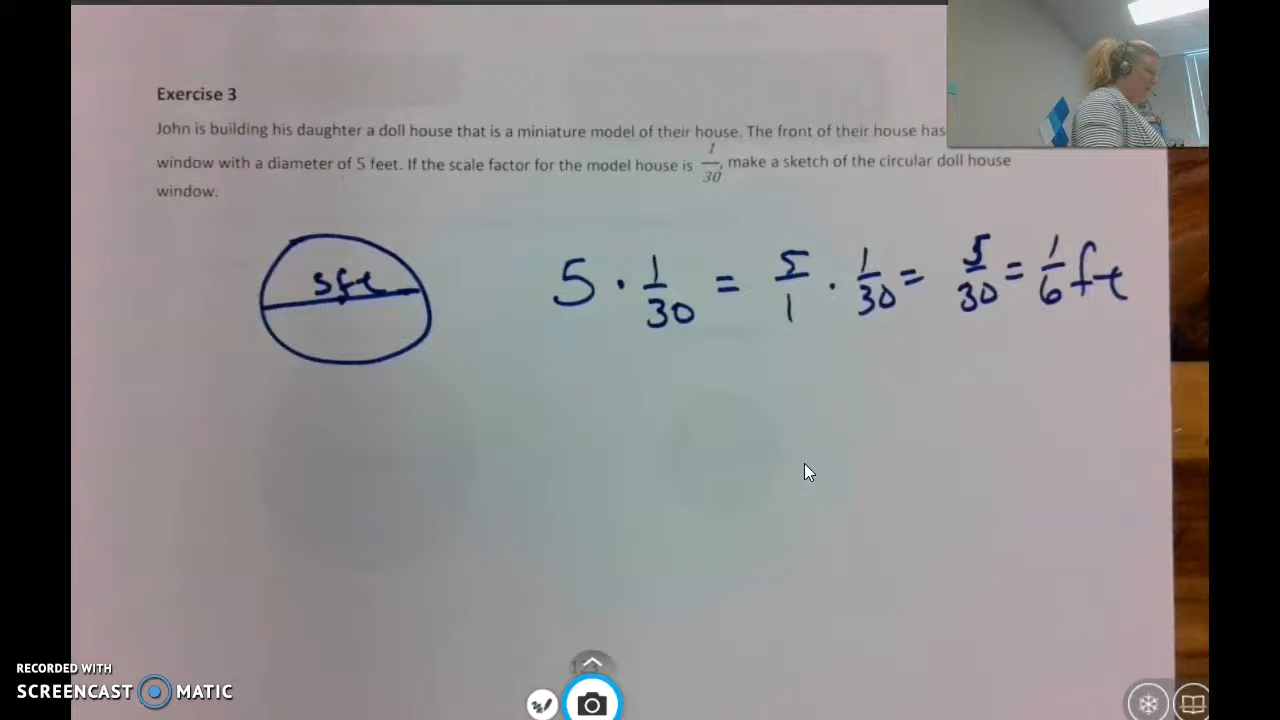 Exercise 3
John is building his daughter a doll house that is a miniature model of their house. The front of their house has
window with a diameter of 5 feet. If the scale factor for the model house is 1/30, make a sketch of the circular doll house
window.
5ft
5 · 1/30 = 5/1 · 1/30 = 5/30 = 1/6 ft
RECORDED WITH
SCREENCAST MATIC